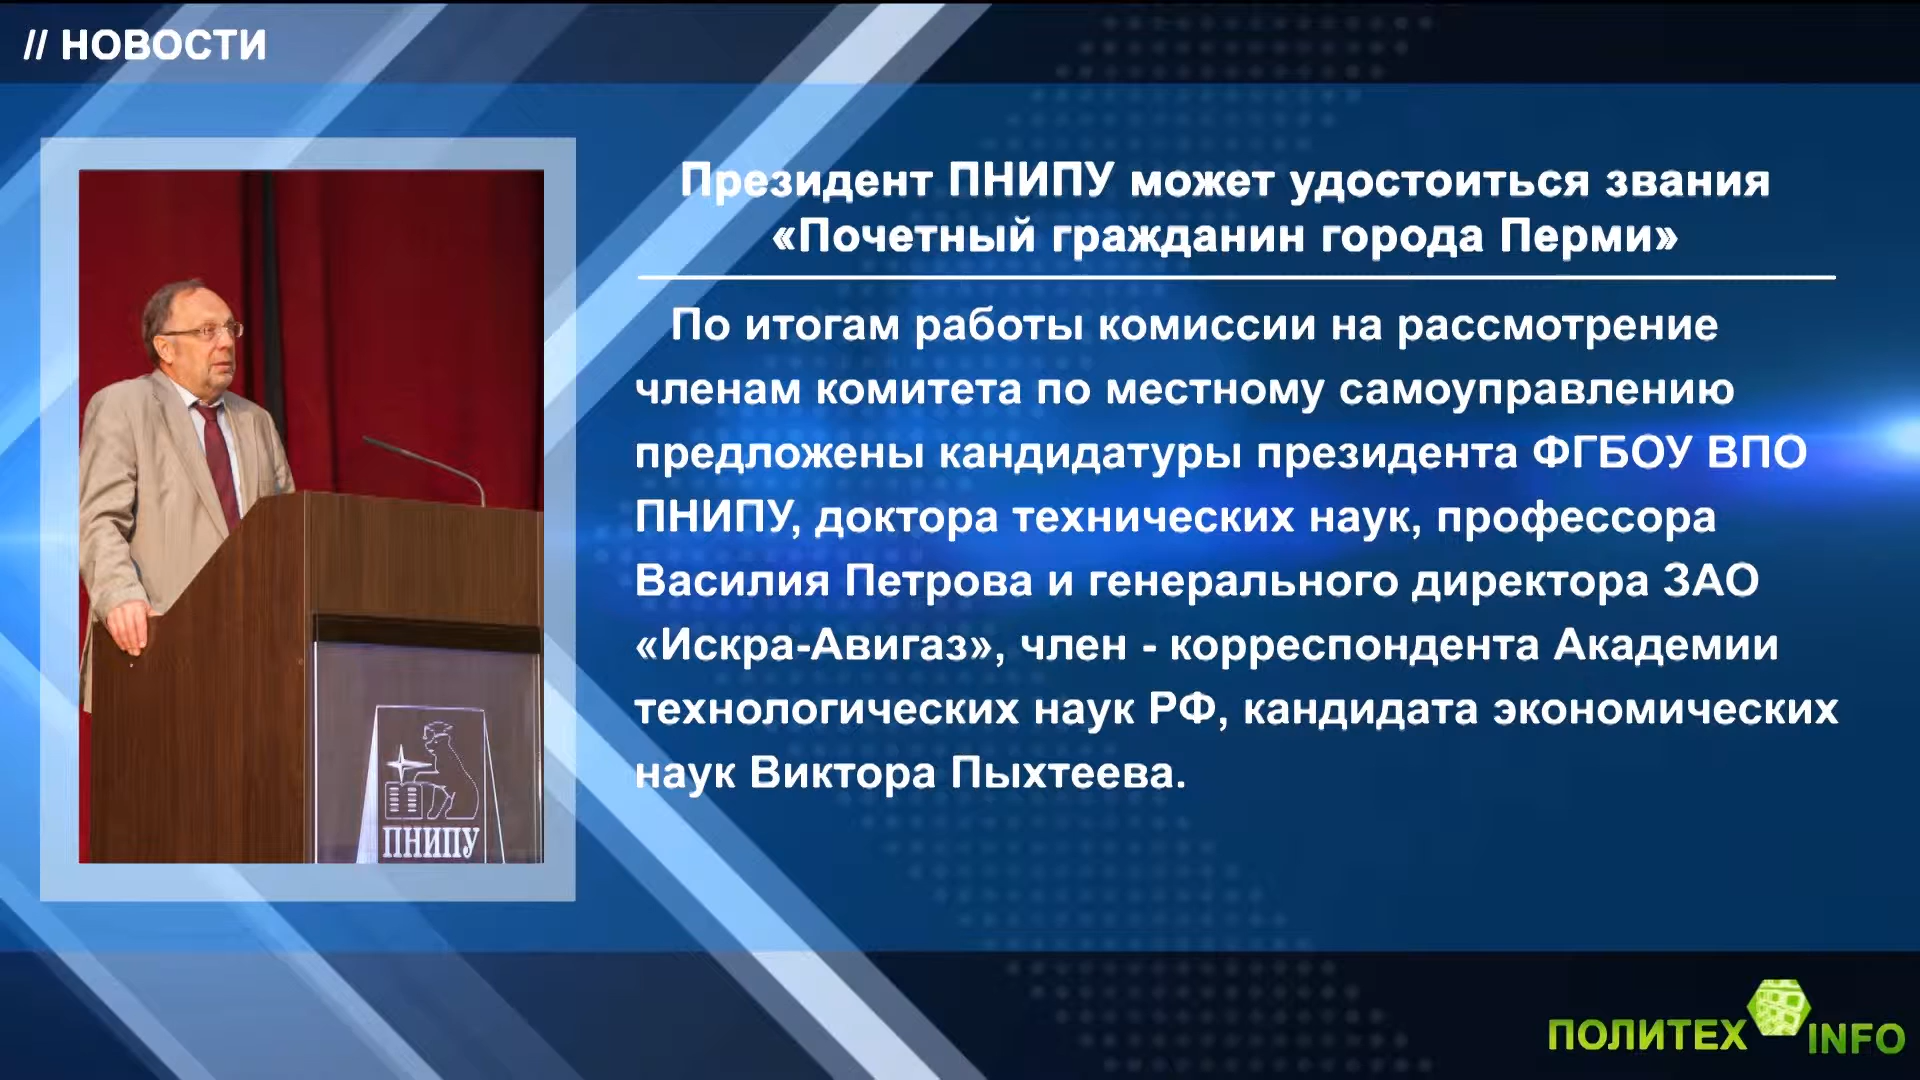 // НОВОСТИ
Президент ПНИПУ может удостоиться звания
«Почетный гражданин города Перми»
По итогам работы комиссии на рассмотрение
членам комитета по местному самоуправлению
предложены кандидатуры президента ФГБОУ ВПО
ПНИПУ, доктора технических наук, профессора
Василия Петрова и генерального директора ЗАО
«Искра-Авигаз», член - корреспондента Академии
технологических наук РФ, кандидата экономических
наук Виктора Пыхтеева.
ПНИПУ
ПОЛИТЕХ INFO